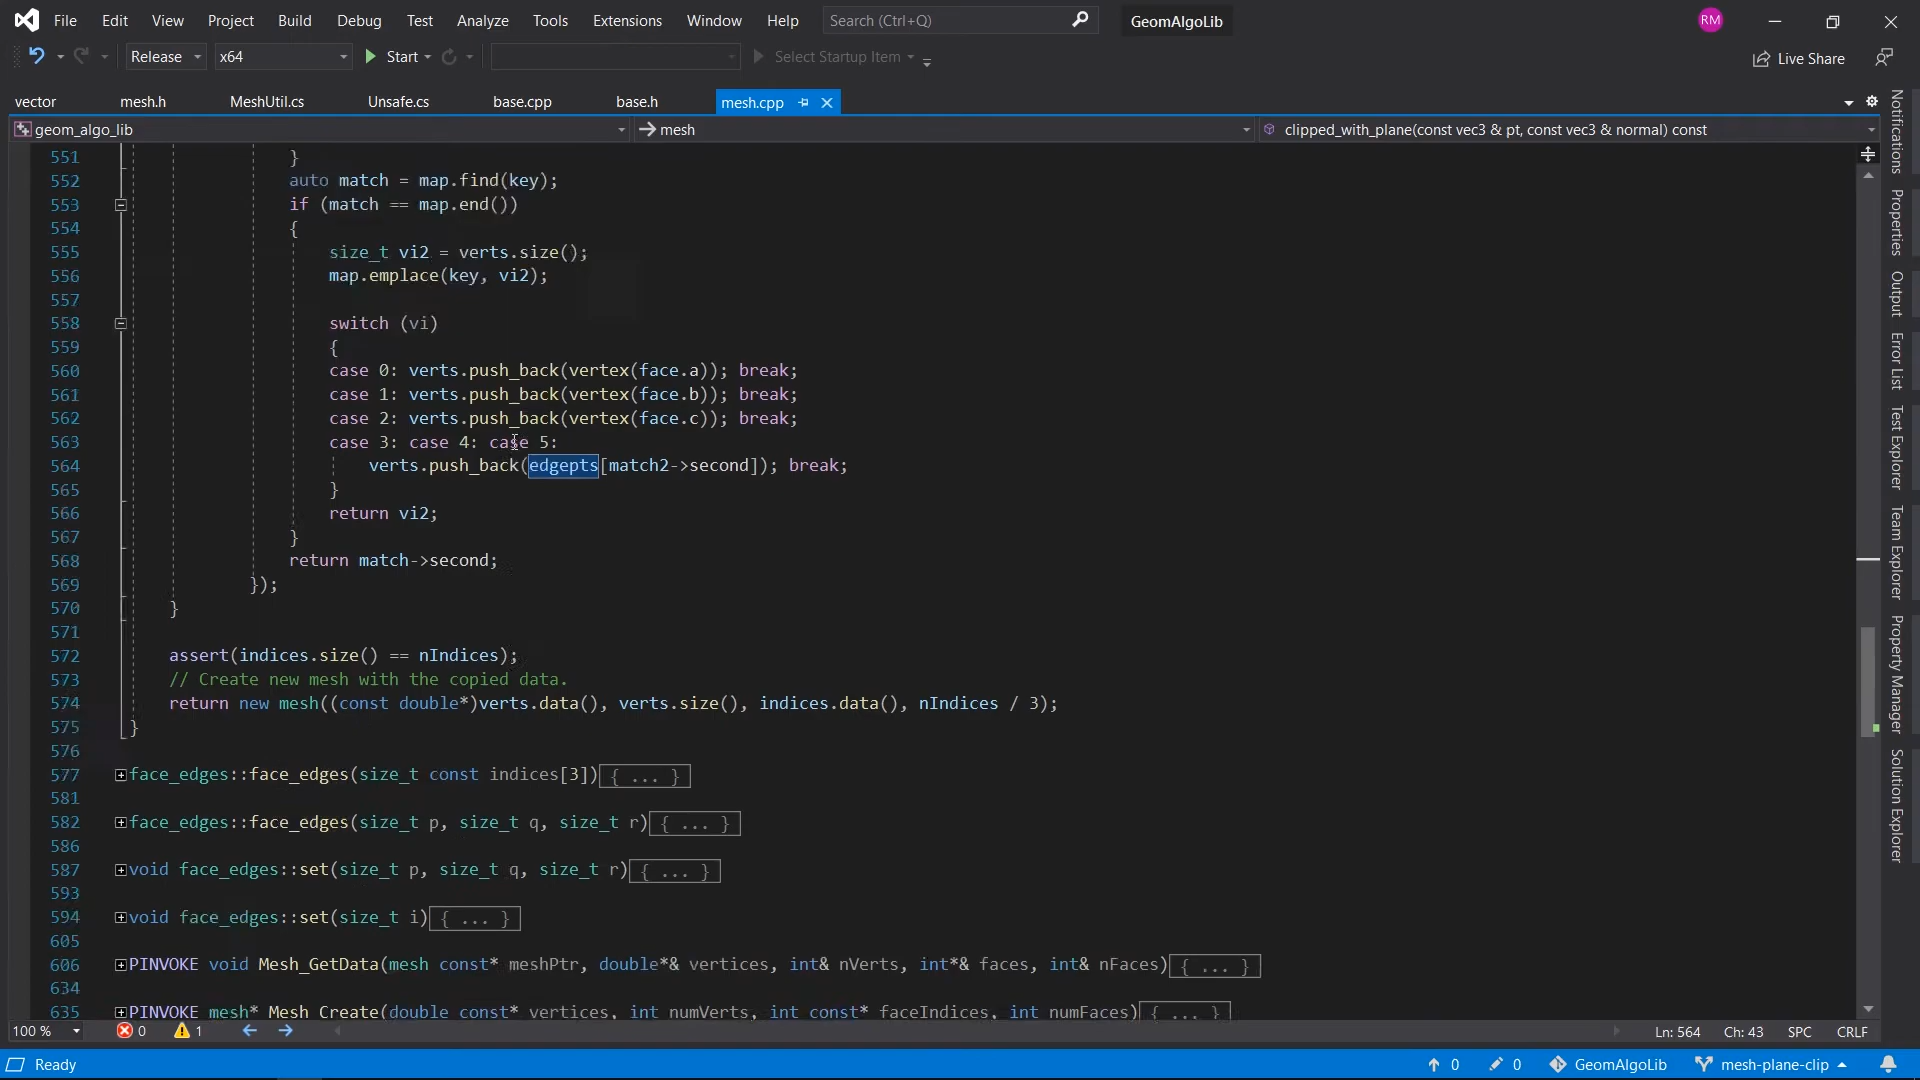 File Edit View Project Build Debug Test Analyze Tools Extensions Window Help Search (Ctrl+Q) GeomAlgoLib RM
Release x64 Start Select Startup Item Live Share
vector mesh.h MeshUtil.cs Unsafe.cs base.cpp base.h mesh.cpp
geom_algo_lib mesh clipped_with_plane(const vec3 & pt, const vec3 & normal) const
551 }
552 auto match = map.find(key);
553 if (match == map.end())
554 {
555 size_t vi2 = verts.size();
556 map.emplace(key, vi2);
557
558 switch (vi)
559 {
560 case 0: verts.push_back(vertex(face.a)); break;
561 case 1: verts.push_back(vertex(face.b)); break;
562 case 2: verts.push_back(vertex(face.c)); break;
563 case 3: case 4: case 5:
564 verts.push_back(edgepts[match2->second]); break;
565 }
566 return vi2;
567 }
568 return match->second;
569 });
570 }
571
572 assert(indices.size() == nIndices);
573 // Create new mesh with the copied data.
574 return new mesh((const double*)verts.data(), verts.size(), indices.data(), nIndices / 3);
575 }
576
577 face_edges::face_edges(size_t const indices[3]){ ... }
581
582 face_edges::face_edges(size_t p, size_t q, size_t r){ ... }
586
587 void face_edges::set(size_t p, size_t q, size_t r){ ... }
593
594 void face_edges::set(size_t i){ ... }
605
606 PINVOKE void Mesh_GetData(mesh const* meshPtr, double*& vertices, int& nVerts, int*& faces, int& nFaces){ ... }
634
635 PINVOKE mesh* Mesh_Create(double const* vertices, int numVerts, int const* faceIndices, int numFaces){ ... }
100 % 0 1 Ln: 564 Ch: 43 SPC CRLF
Ready 0 0 GeomAlgoLib mesh-plane-clip
Notifications
Properties
Output
Error List
Test Explorer
Team Explorer
Property Manager
Solution Explorer